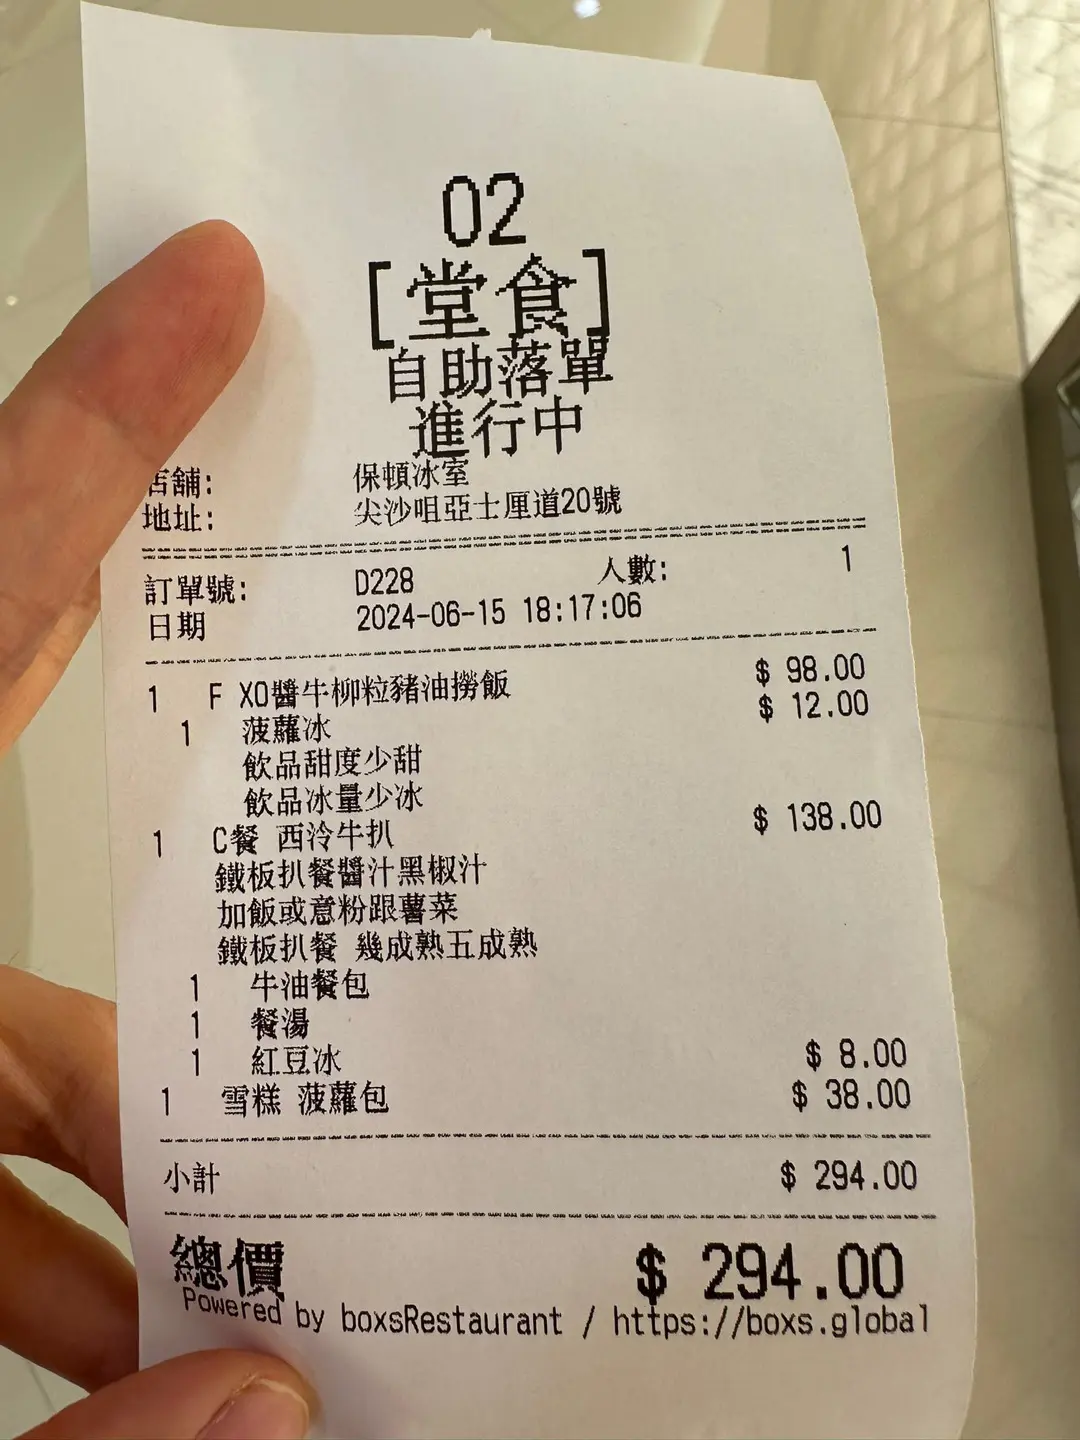 02
[堂食]
自助落單
進行中
店舖: 保頓冰室
地址: 尖沙咀亞士厘道20號
訂單號: D228 人數: 1
日期 2024-06-15 18:17:06
1 F XO醬牛柳粒豬油撈飯 $ 98.00
1 菠蘿冰 $ 12.00
飲品甜度少甜
飲品冰量少冰
1 C餐 西冷牛扒 $ 138.00
鐵板扒餐醬汁黑椒汁
加飯或意粉跟薯菜
鐵板扒餐 幾成熟五成熟
1 牛油餐包
1 餐湯
1 紅豆冰 $ 8.00
1 雪糕 菠蘿包 $ 38.00
小計 $ 294.00
總價 $ 294.00
Powered by boxsRestaurant / https://boxs.global